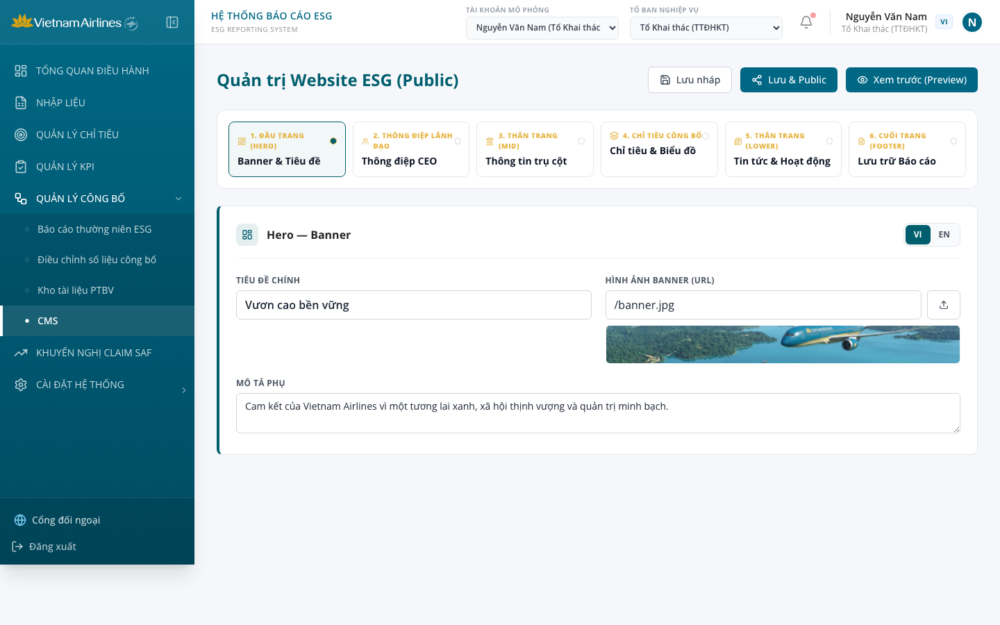 Vietnam Airlines
HỆ THỐNG BÁO CÁO ESG
ESG REPORTING SYSTEM
TÀI KHOẢN MÔ PHỎNG
Nguyễn Văn Nam (Tổ Khai thác
TỔ BAN NGHIỆP VỤ
Tổ Khai thác (TTĐHKT)
Nguyễn Văn Nam
Tổ Khai thác (TTĐHKT)
VI
N
TỔNG QUAN ĐIỀU HÀNH
NHẬP LIỆU
QUẢN LÝ CHỈ TIÊU
QUẢN LÝ KPI
QUẢN LÝ CÔNG BỐ
Báo cáo thường niên ESG
Điều chỉnh số liệu công bố
Kho tài liệu PTBV
CMS
KHUYẾN NGHỊ CLAIM SAF
CÀI ĐẶT HỆ THỐNG
Cổng đối ngoại
Đăng xuất
Quản trị Website ESG (Public)
Lưu nháp
Lưu & Public
Xem trước (Preview)
1. ĐẦU TRANG
(HERO)
Banner & Tiêu đề
2. THÔNG ĐIỆP LÃNH
ĐẠO
Thông điệp CEO
3. THÂN TRANG
(MID)
Thông tin trụ cột
4. CHỈ TIÊU CÔNG BỐ
Chỉ tiêu & Biểu đồ
5. THÂN TRANG
(LOWER)
Tin tức & Hoạt động
6. CUỐI TRANG
(FOOTER)
Lưu trữ Báo cáo
Hero — Banner
VI
EN
TIÊU ĐỀ CHÍNH
Vươn cao bền vững
HÌNH ẢNH BANNER (URL)
/banner.jpg
MÔ TẢ PHỤ
Cam kết của Vietnam Airlines vì một tương lai xanh, xã hội thịnh vượng và quản trị minh bạch.